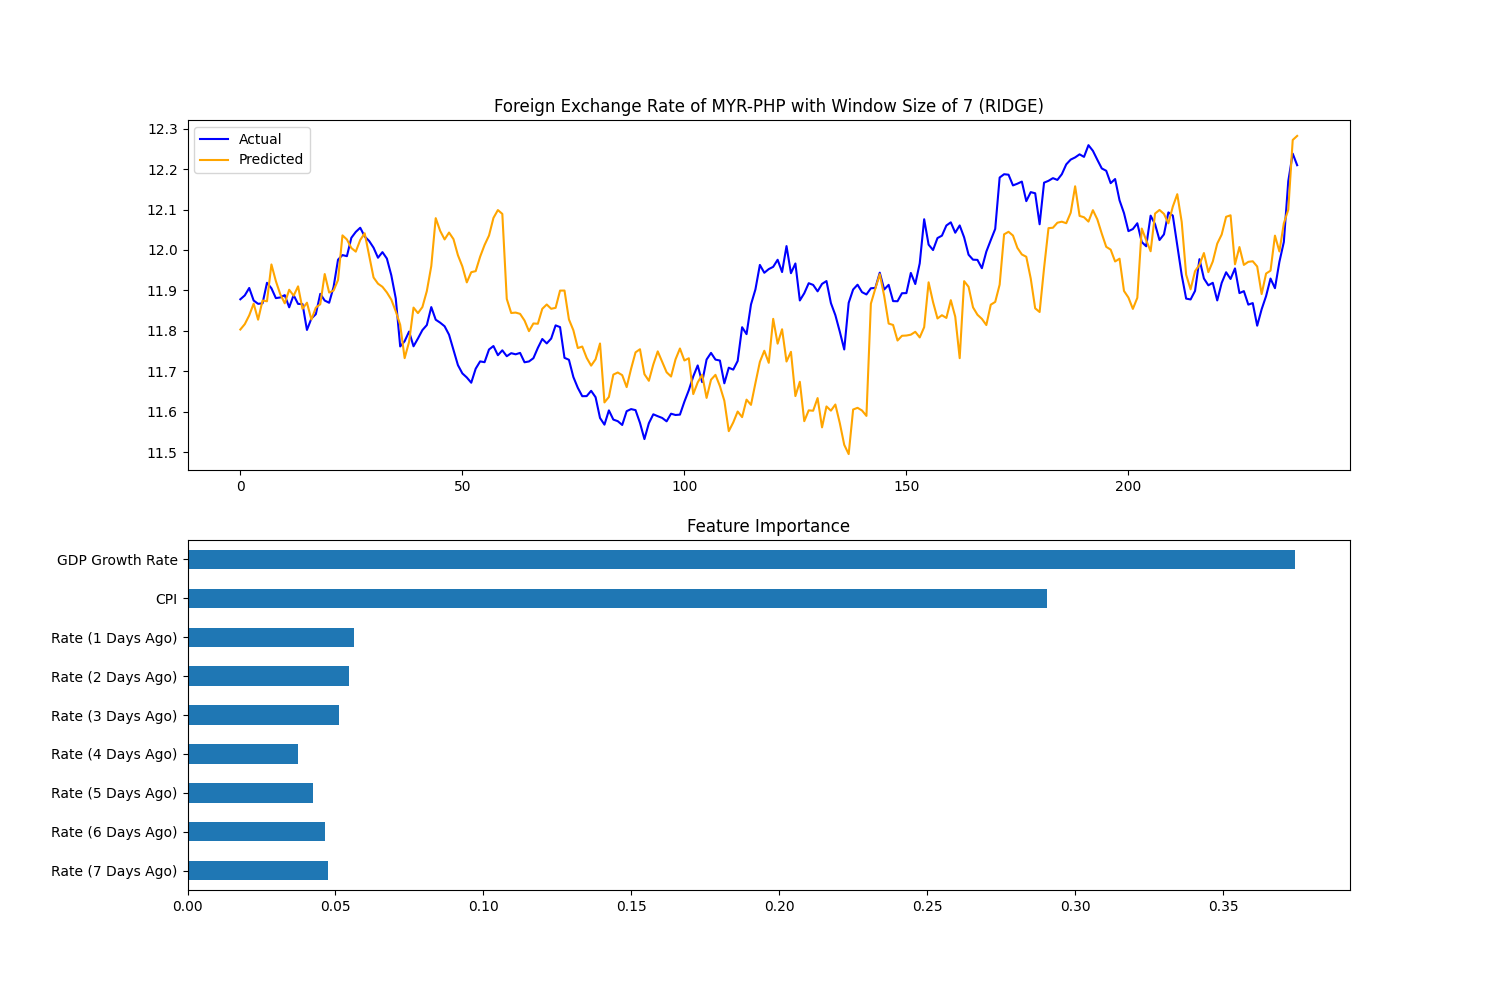 Foreign Exchange Rate of MYR-PHP with Window Size of 7 (RIDGE)
12.3
12.2
12.1
12.0
11.9
11.8
11.7
11.6
11.5
Actual
Predicted
0 50 100 150 200
Feature Importance
GDP Growth Rate
CPI
Rate (1 Days Ago)
Rate (2 Days Ago)
Rate (3 Days Ago)
Rate (4 Days Ago)
Rate (5 Days Ago)
Rate (6 Days Ago)
Rate (7 Days Ago)
0.00 0.05 0.10 0.15 0.20 0.25 0.30 0.35